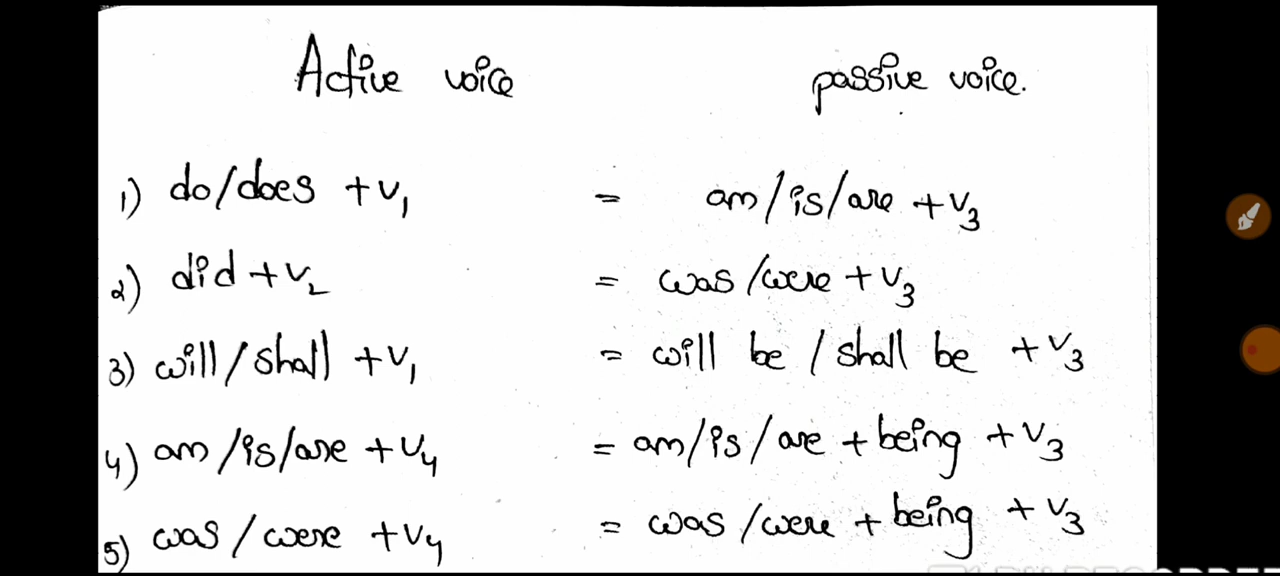 Active voice passive voice.
1) do/does + v₁ = am/is/are + v₃
2) did + v₂ = was/were + v₃
3) will/shall + v₁ = will be / shall be + v₃
4) am/is/are + v₄ = am/is/are + being + v₃
5) was/were + v₄ = was/were + being + v₃